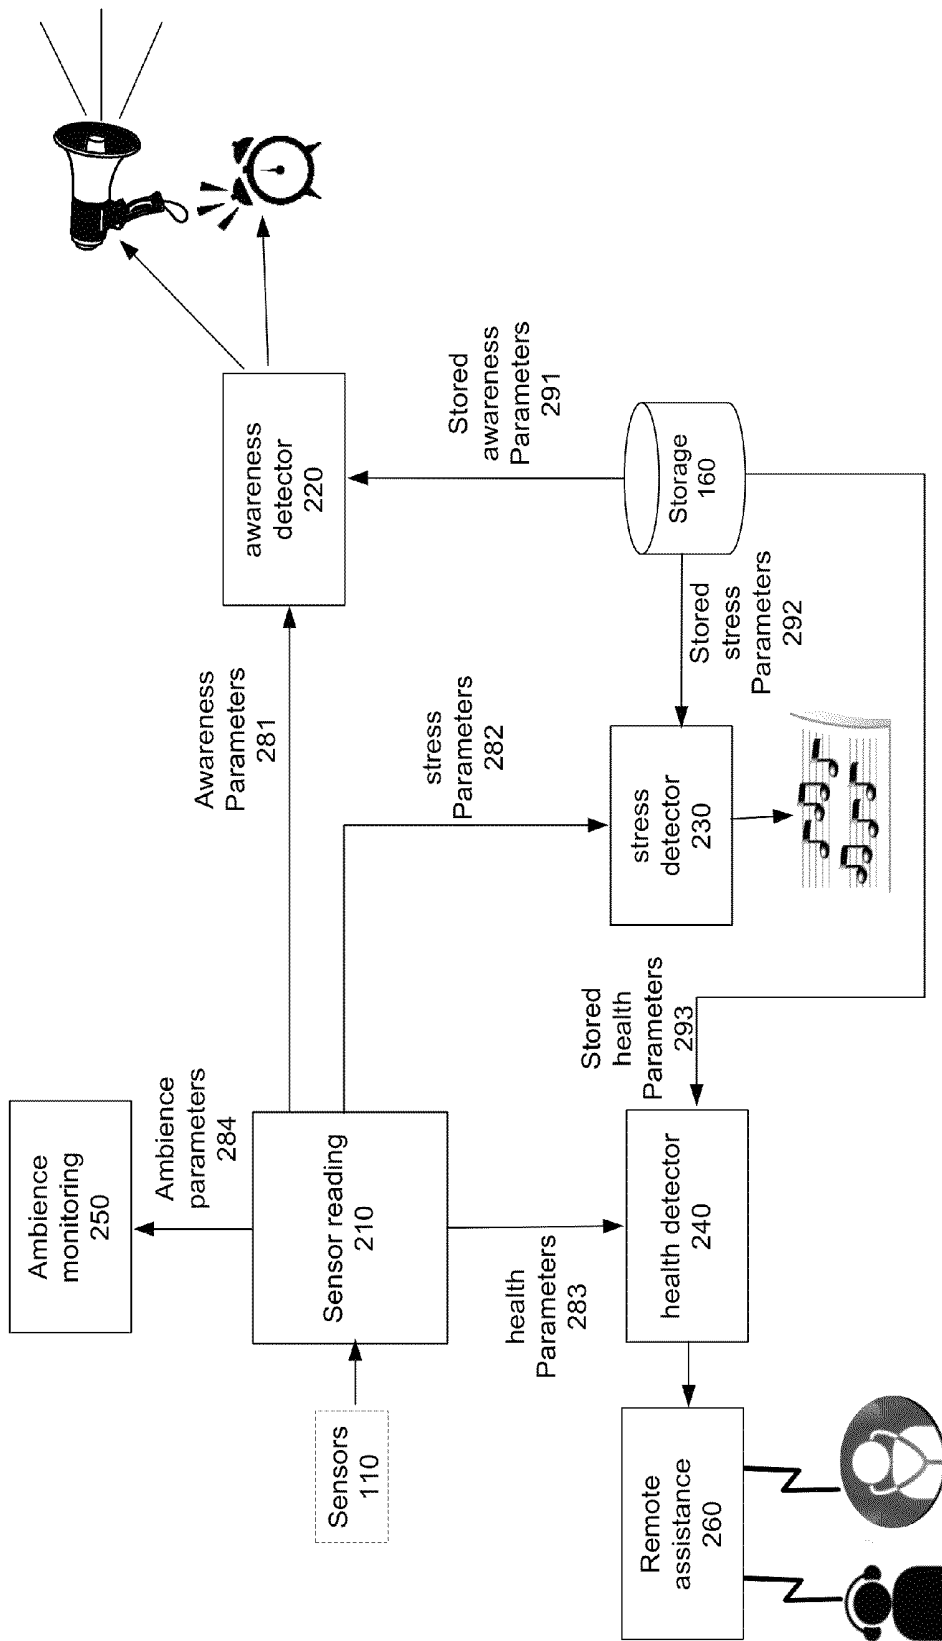 Ambience
monitoring
250
Ambience
parameters
284
Sensors
110
Sensor reading
210
Awareness
Parameters
281
awareness
detector
220
stress
Parameters
282
health
Parameters
283
Stored
awareness
Parameters
291
Storage
160
Stored
stress
Parameters
292
stress
detector
230
Stored
health
Parameters
293
health detector
240
Remote
assistance
260